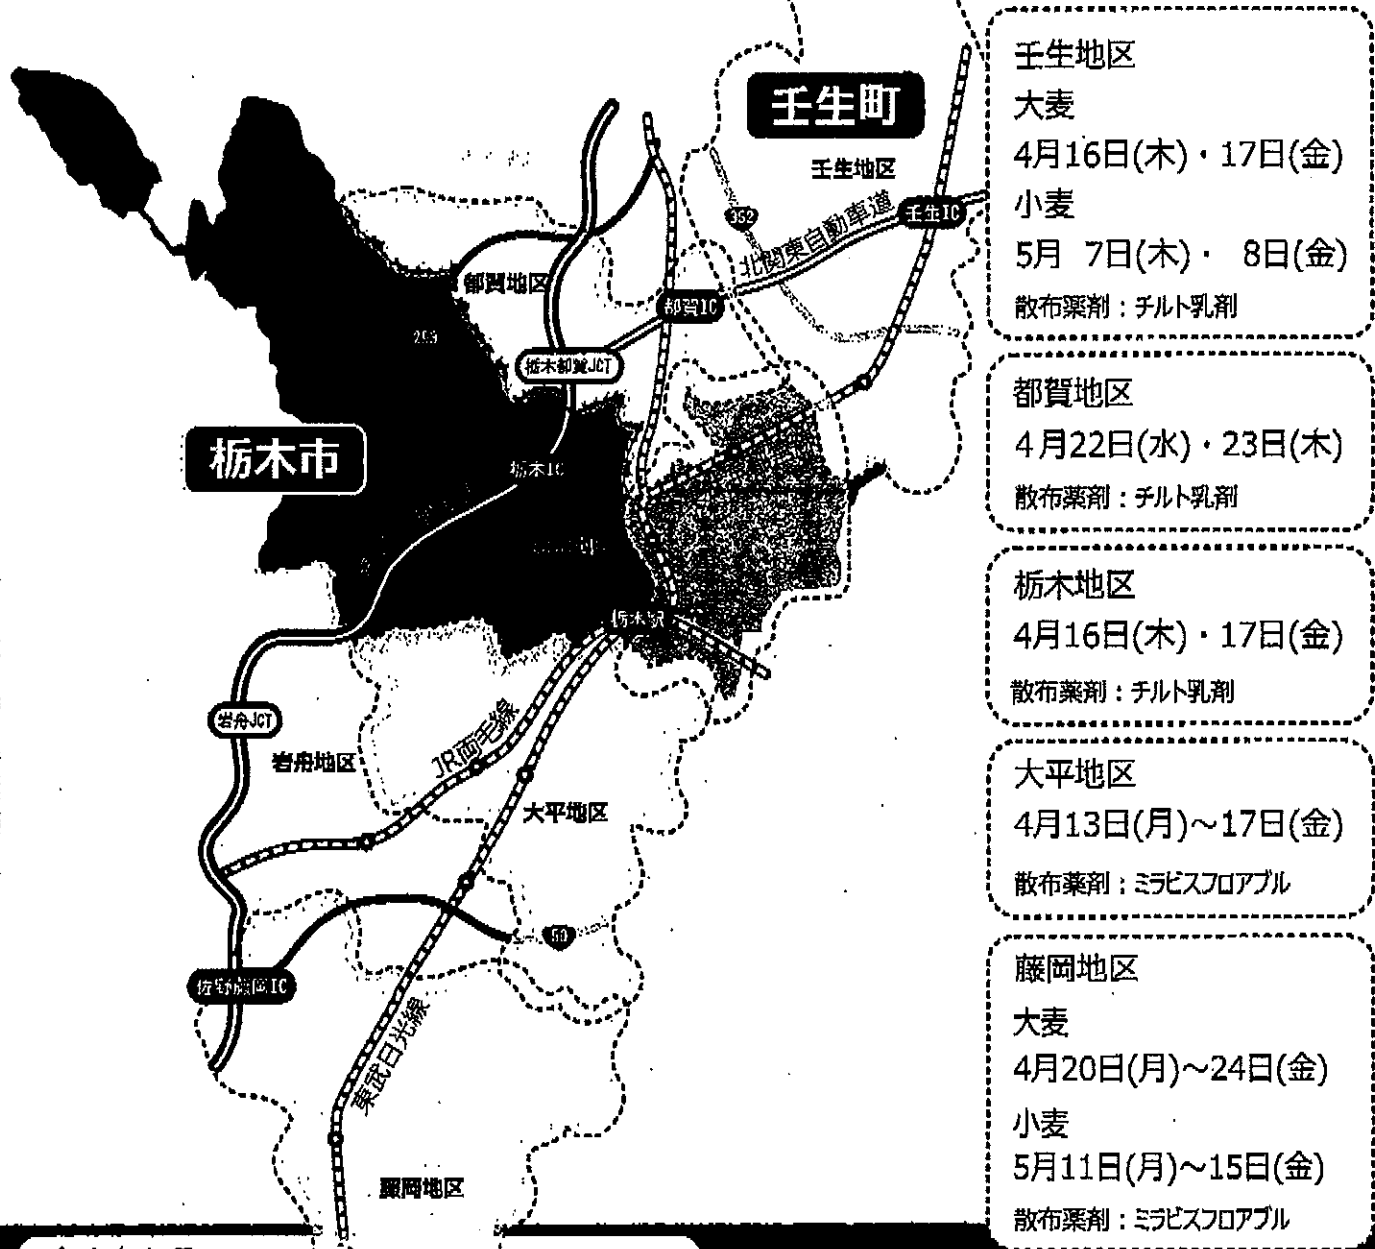 壬生町
壬生地区
352
北関東自動車道
壬生IC
都賀地区
都賀IC
293
栃木都賀JCT
栃木市
栃木IC
栃木駅
岩舟JCT
岩舟地区
JR両毛線
大平地区
50
佐野藤岡IC
東武日光線
藤岡地区
壬生地区
大麦
4月16日(木)・17日(金)
小麦
5月 7日(木)・ 8日(金)
散布薬剤：チルト乳剤
都賀地区
4月22日(水)・23日(木)
散布薬剤：チルト乳剤
栃木地区
4月16日(木)・17日(金)
散布薬剤：チルト乳剤
大平地区
4月13日(月)～17日(金)
散布薬剤：ミラビスフロアブル
藤岡地区
大麦
4月20日(月)～24日(金)
小麦
5月11日(月)～15日(金)
散布薬剤：ミラビスフロアブル